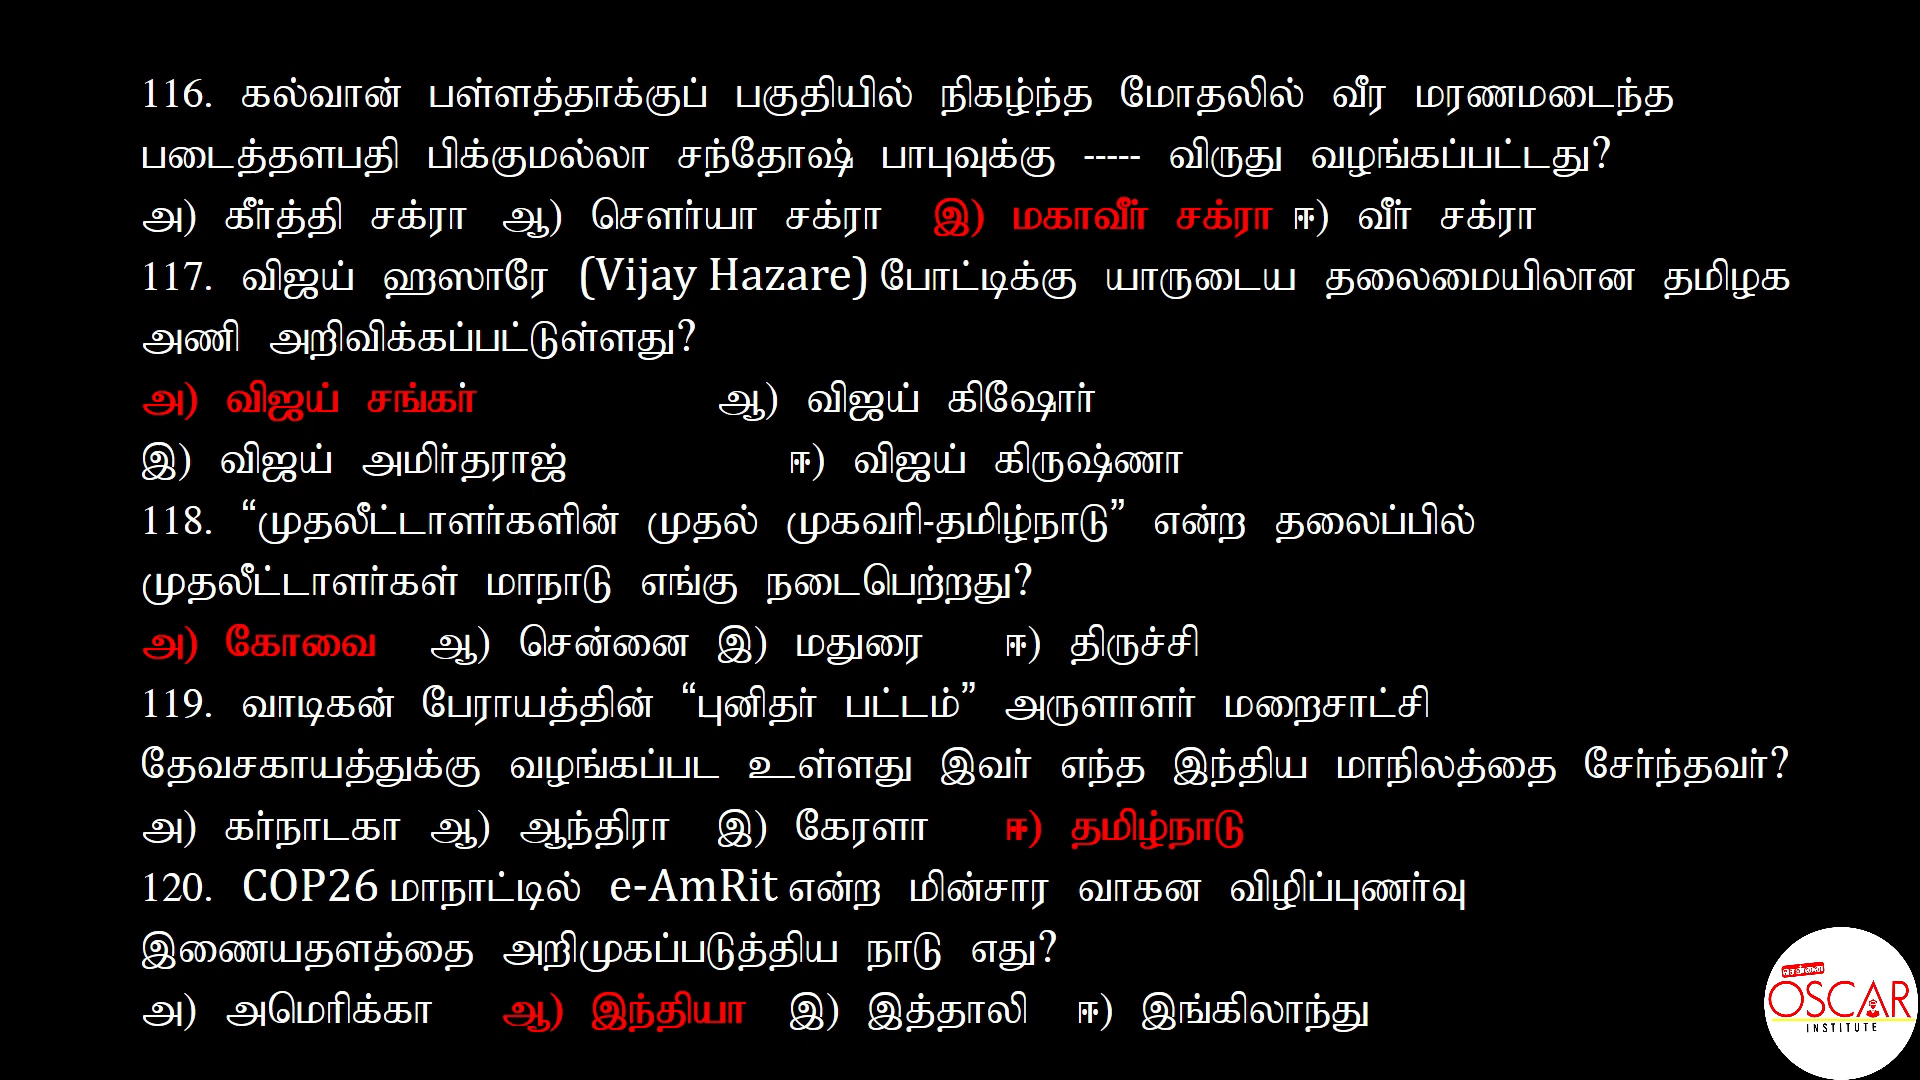 116. கல்வான் பள்ளத்தாக்குப் பகுதியில் நிகழ்ந்த மோதலில் வீர மரணமடைந்த
படைத்தளபதி பிக்குமல்லா சந்தோஷ் பாபுவுக்கு ----- விருது வழங்கப்பட்டது?
அ) கீர்த்தி சக்ரா ஆ) சௌர்யா சக்ரா இ) மகாவீர் சக்ரா ஈ) வீர் சக்ரா
117. விஜய் ஹஸாரே (Vijay Hazare) போட்டிக்கு யாருடைய தலைமையிலான தமிழக
அணி அறிவிக்கப்பட்டுள்ளது?
அ) விஜய் சங்கர் ஆ) விஜய் கிஷோர்
இ) விஜய் அமிர்தராஜ் ஈ) விஜய் கிருஷ்ணா
118. “முதலீட்டாளர்களின் முதல் முகவரி-தமிழ்நாடு” என்ற தலைப்பில்
முதலீட்டாளர்கள் மாநாடு எங்கு நடைபெற்றது?
அ) கோவை ஆ) சென்னை இ) மதுரை ஈ) திருச்சி
119. வாடிகன் பேராயத்தின் “புனிதர் பட்டம்” அருளாளர் மறைசாட்சி
தேவசகாயத்துக்கு வழங்கப்பட உள்ளது இவர் எந்த இந்திய மாநிலத்தை சேர்ந்தவர்?
அ) கர்நாடகா ஆ) ஆந்திரா இ) கேரளா ஈ) தமிழ்நாடு
120. COP26 மாநாட்டில் e-AmRit என்ற மின்சார வாகன விழிப்புணர்வு
இணையதளத்தை அறிமுகப்படுத்திய நாடு எது?
அ) அமெரிக்கா ஆ) இந்தியா இ) இத்தாலி ஈ) இங்கிலாந்து
சென்னை
OSCAR
INSTITUTE